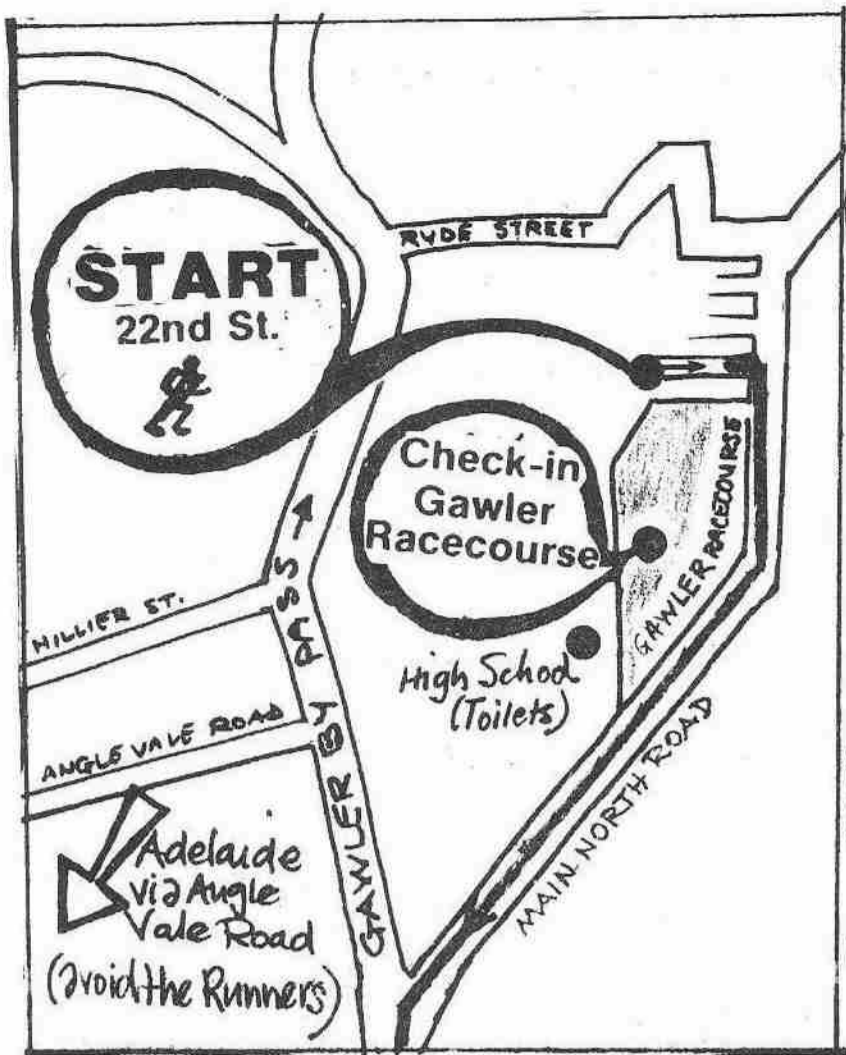 RYDE STREET
START
22nd St.
Check-in
Gawler
Racecourse
GAWLER RACECOURSE
HILLIER ST.
GAWLER BY PASS
High School
(Toilets)
ANGLE VALE ROAD
MAIN NORTH ROAD
Adelaide
via Angle
Vale Road
(avoid the Runners)